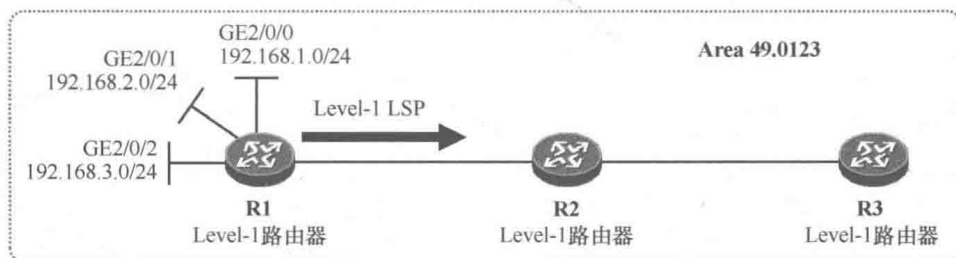 GE2/0/0
192.168.1.0/24
GE2/0/1
192.168.2.0/24
Area 49.0123
Level-1 LSP
GE2/0/2
192.168.3.0/24
R1
Level-1路由器
R2
Level-1路由器
R3
Level-1路由器